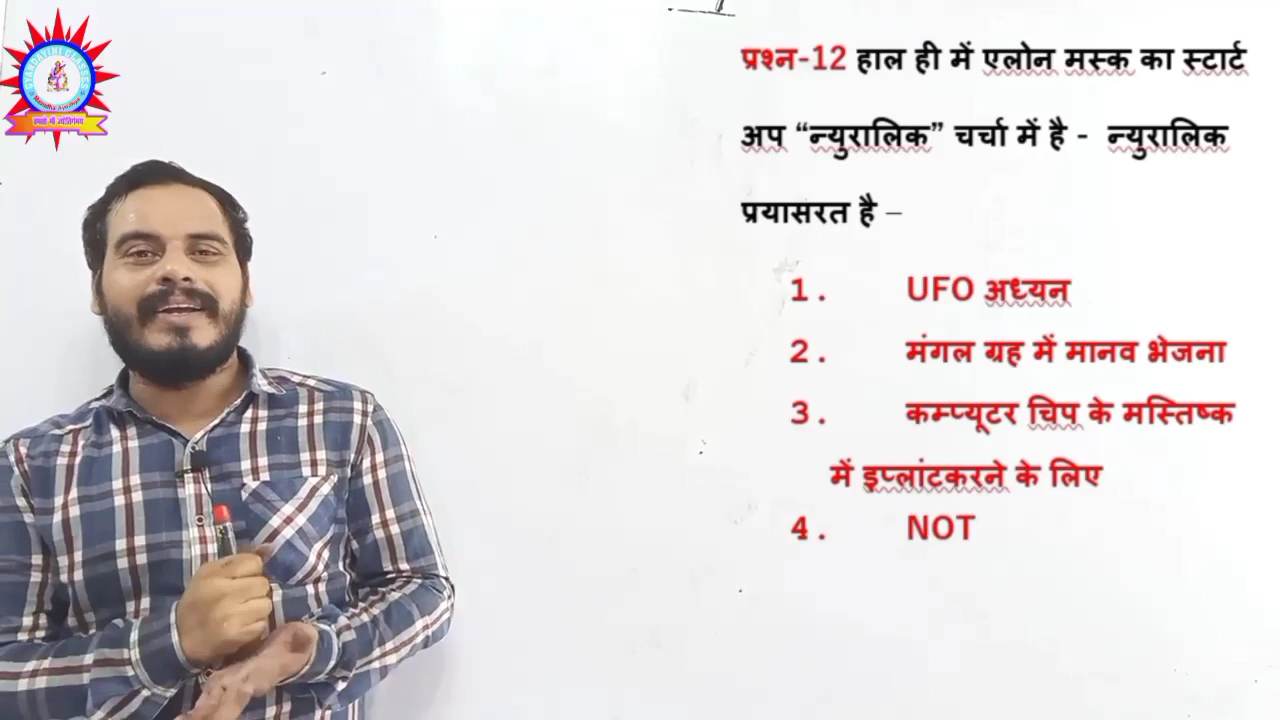 प्रश्न-12 हाल ही में एलोन मस्क का स्टार्ट
अप “न्युरालिक” चर्चा में है - न्युरालिक
प्रयासरत है –
1. UFO अध्यन
2. मंगल ग्रह में मानव भेजना
3. कम्प्यूटर चिप के मस्तिष्क
में इप्लांटकरने के लिए
4. NOT